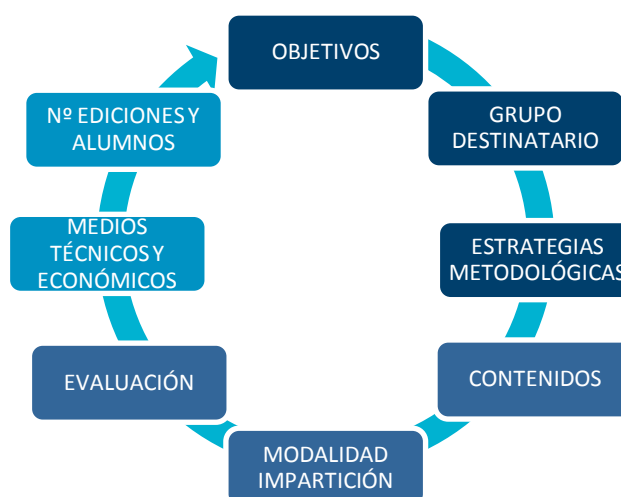 OBJETIVOS
GRUPO
DESTINATARIO
ESTRATEGIAS
METODOLÓGICAS
CONTENIDOS
MODALIDAD
IMPARTICIÓN
EVALUACIÓN
MEDIOS
TÉCNICOS Y
ECONÓMICOS
Nº EDICIONES Y
ALUMNOS